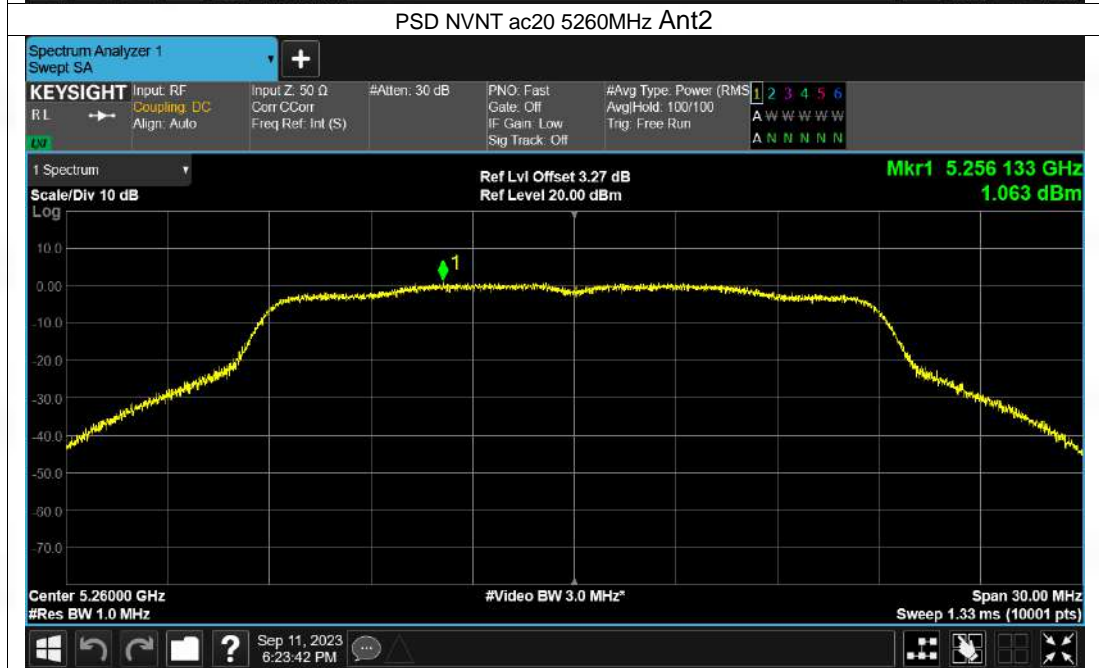 PSD NVNT ac20 5260MHz Ant2
Spectrum Analyzer 1
Swept SA
KEYSIGHT
RL
Input: RF
Coupling: DC
Align: Auto
Input Z: 50 Ω
Corr CCorr
Freq Ref: Int (S)
#Atten: 30 dB
PNO: Fast
Gate: Off
IF Gain: Low
Sig Track: Off
#Avg Type: Power (RMS
Avg|Hold: 100/100
Trig: Free Run
1 2 3 4 5 6
A W W W W W
A N N N N N
1 Spectrum
Scale/Div 10 dB
Log
Ref Lvl Offset 3.27 dB
Ref Level 20.00 dBm
Mkr1 5.256 133 GHz
1.063 dBm
10.0
0.00
-10.0
-20.0
-30.0
-40.0
-50.0
-60.0
-70.0
1
Center 5.26000 GHz
#Res BW 1.0 MHz
#Video BW 3.0 MHz*
Span 30.00 MHz
Sweep 1.33 ms (10001 pts)
?
Sep 11, 2023
6:23:42 PM